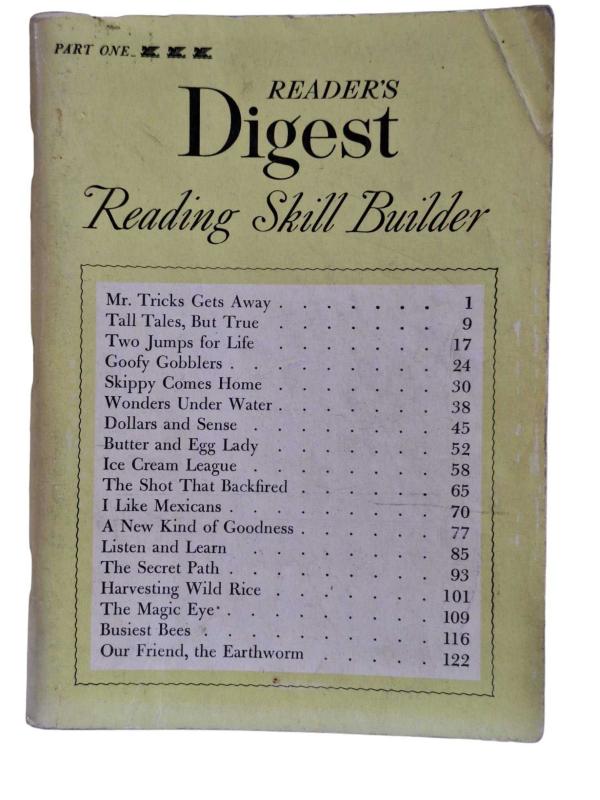 PART ONE
READER'S
Digest
Reading Skill Builder
Mr. Tricks Gets Away . . . . . . . 1
Tall Tales, But True . . . . . . . 9
Two Jumps for Life . . . . . . . 17
Goofy Gobblers . . . . . . . . 24
Skippy Comes Home . . . . . . . 30
Wonders Under Water . . . . . . . 38
Dollars and Sense . . . . . . . . 45
Butter and Egg Lady . . . . . . . 52
Ice Cream League . . . . . . . . 58
The Shot That Backfired . . . . . . 65
I Like Mexicans . . . . . . . . 70
A New Kind of Goodness . . . . . . 77
Listen and Learn . . . . . . . . 85
The Secret Path . . . . . . . . 93
Harvesting Wild Rice . . . . . . . 101
The Magic Eye . . . . . . . . 109
Busiest Bees . . . . . . . . . 116
Our Friend, the Earthworm . . . . . 122